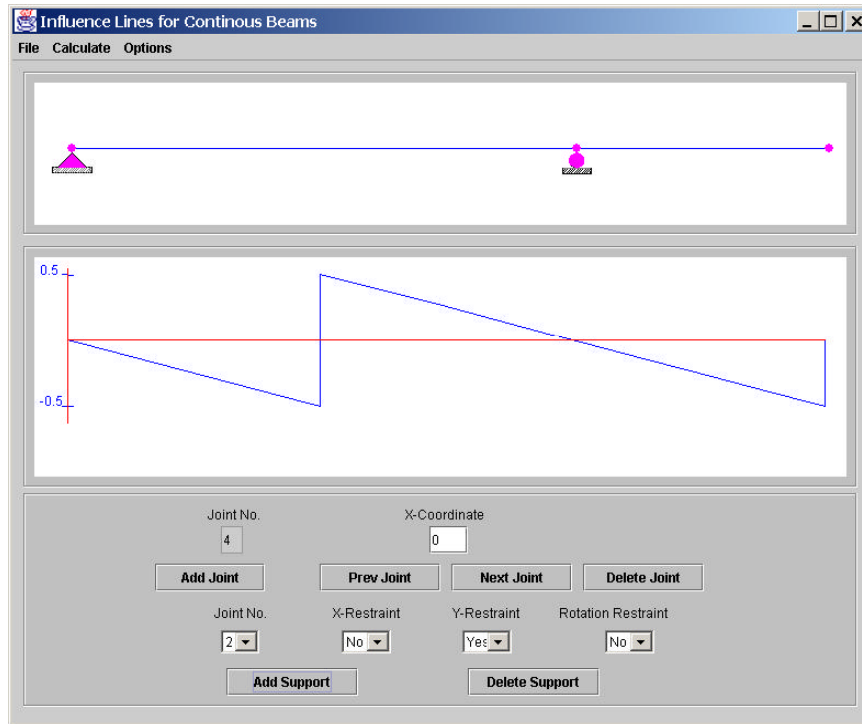 Influence Lines for Continous Beams
File Calculate Options
0.5
-0.5
Joint No. X-Coordinate
4 0
Add Joint Prev Joint Next Joint Delete Joint
Joint No. X-Restraint Y-Restraint Rotation Restraint
2 No Yes No
Add Support Delete Support